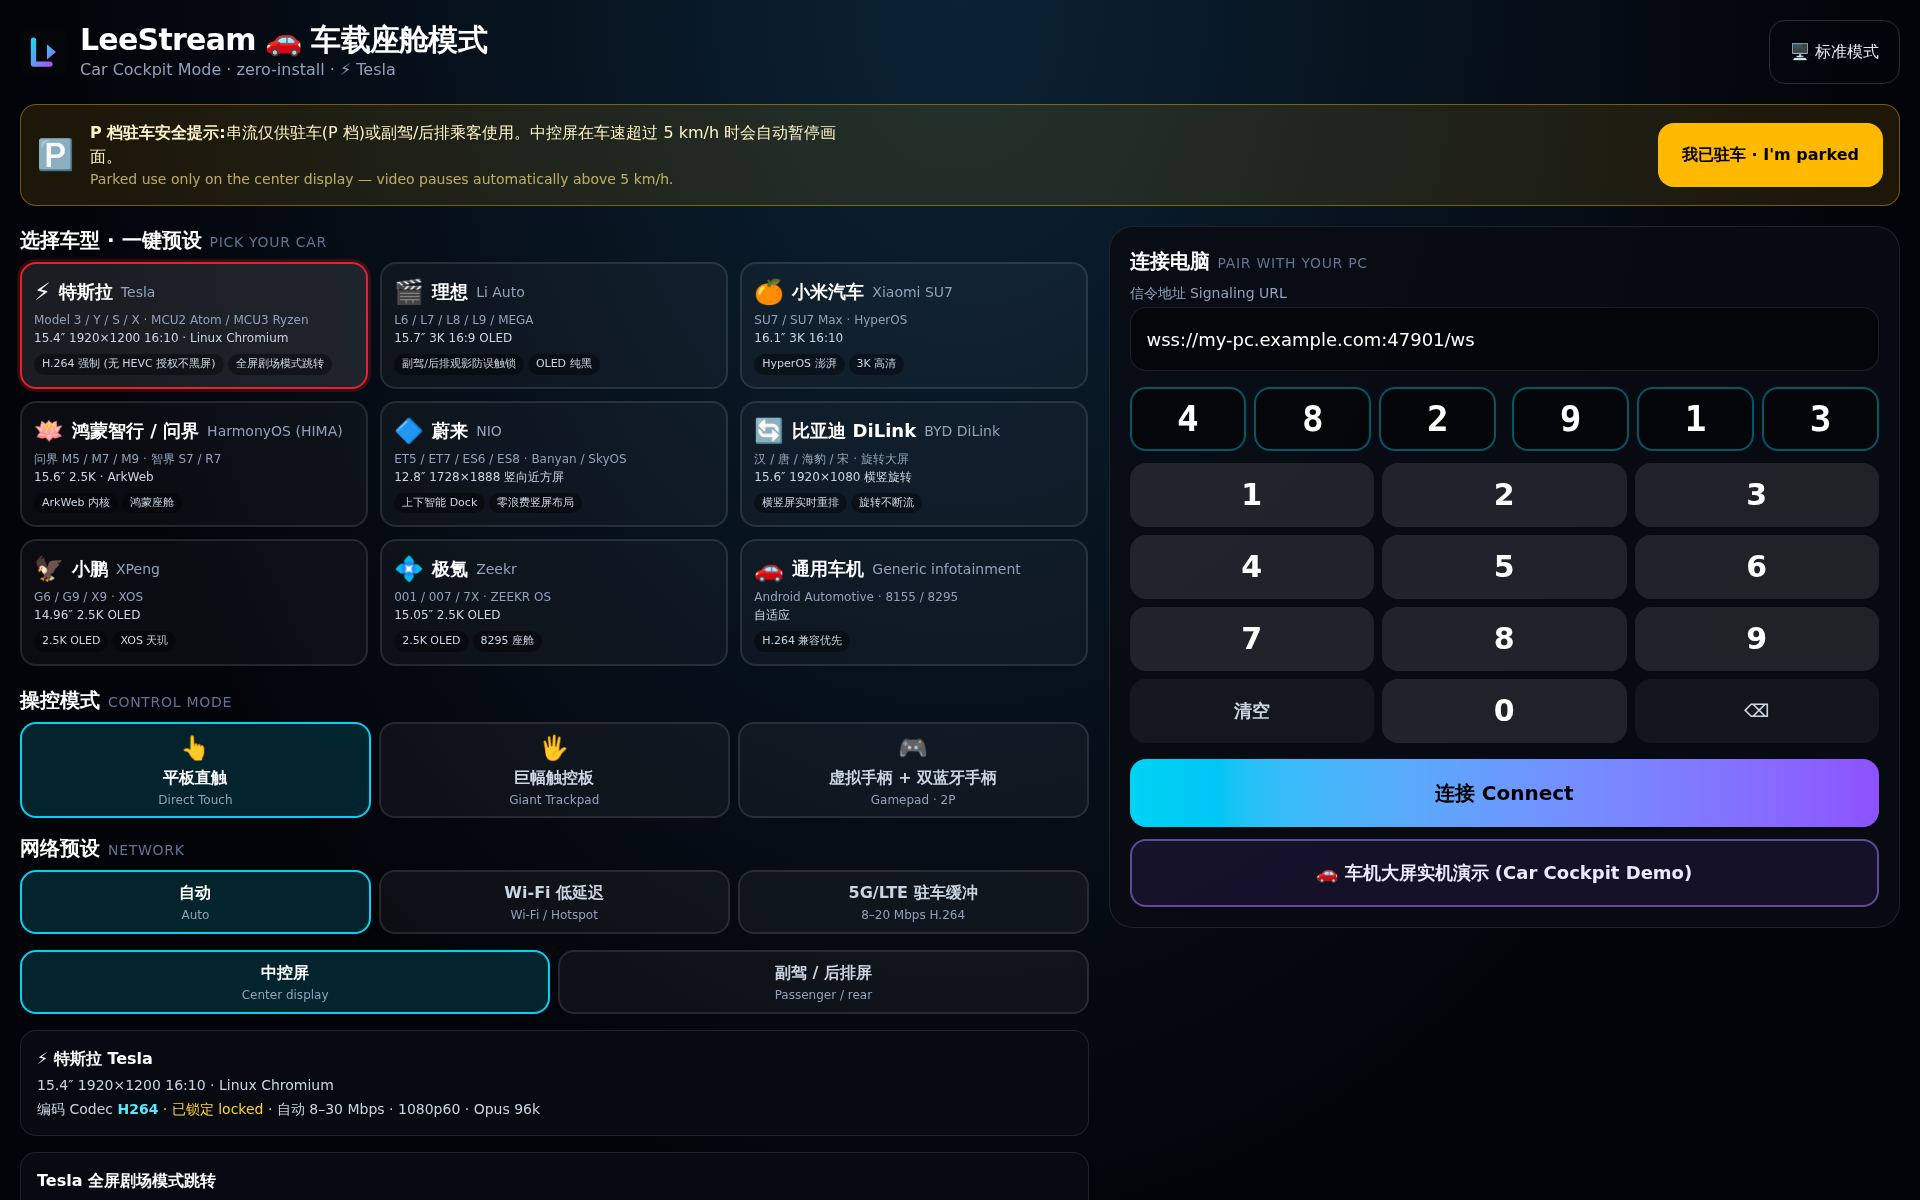 LeeStream 🚗 车载座舱模式
Car Cockpit Mode · zero-install · ⚡ Tesla
🖥️ 标准模式
🅿️
P 档驻车安全提示:串流仅供驻车(P 档)或副驾/后排乘客使用。中控屏在车速超过 5 km/h 时会自动暂停画
面。
Parked use only on the center display — video pauses automatically above 5 km/h.
我已驻车 · I'm parked
选择车型 · 一键预设 PICK YOUR CAR
⚡ 特斯拉 Tesla
Model 3 / Y / S / X · MCU2 Atom / MCU3 Ryzen
15.4″ 1920×1200 16:10 · Linux Chromium
H.264 强制 (无 HEVC 授权不黑屏) 全屏剧场模式跳转
🎬 理想 Li Auto
L6 / L7 / L8 / L9 / MEGA
15.7″ 3K 16:9 OLED
副驾/后排观影防误触锁 OLED 纯黑
🍊 小米汽车 Xiaomi SU7
SU7 / SU7 Max · HyperOS
16.1″ 3K 16:10
HyperOS 澎湃 3K 高清
🪷 鸿蒙智行 / 问界 HarmonyOS (HIMA)
问界 M5 / M7 / M9 · 智界 S7 / R7
15.6″ 2.5K · ArkWeb
ArkWeb 内核 鸿蒙座舱
🔷 蔚来 NIO
ET5 / ET7 / ES6 / ES8 · Banyan / SkyOS
12.8″ 1728×1888 竖向近方屏
上下智能 Dock 零浪费竖屏布局
🔄 比亚迪 DiLink BYD DiLink
汉 / 唐 / 海豹 / 宋 · 旋转大屏
15.6″ 1920×1080 横竖旋转
横竖屏实时重排 旋转不断流
🦅 小鹏 XPeng
G6 / G9 / X9 · XOS
14.96″ 2.5K OLED
2.5K OLED XOS 天玑
💠 极氪 Zeekr
001 / 007 / 7X · ZEEKR OS
15.05″ 2.5K OLED
2.5K OLED 8295 座舱
🚗 通用车机 Generic infotainment
Android Automotive · 8155 / 8295
自适应
H.264 兼容优先
操控模式 CONTROL MODE
👆
平板直触
Direct Touch
🖐️
巨幅触控板
Giant Trackpad
🎮
虚拟手柄 + 双蓝牙手柄
Gamepad · 2P
网络预设 NETWORK
自动
Auto
Wi-Fi 低延迟
Wi-Fi / Hotspot
5G/LTE 驻车缓冲
8–20 Mbps H.264
中控屏
Center display
副驾 / 后排屏
Passenger / rear
⚡ 特斯拉 Tesla
15.4″ 1920×1200 16:10 · Linux Chromium
编码 Codec H264 · 已锁定 locked · 自动 8–30 Mbps · 1080p60 · Opus 96k
Tesla 全屏剧场模式跳转
连接电脑 PAIR WITH YOUR PC
信令地址 Signaling URL
wss://my-pc.example.com:47901/ws
4 8 2 9 1 3
1 2 3
4 5 6
7 8 9
清空 0 ⌫
连接 Connect
🚗 车机大屏实机演示 (Car Cockpit Demo)